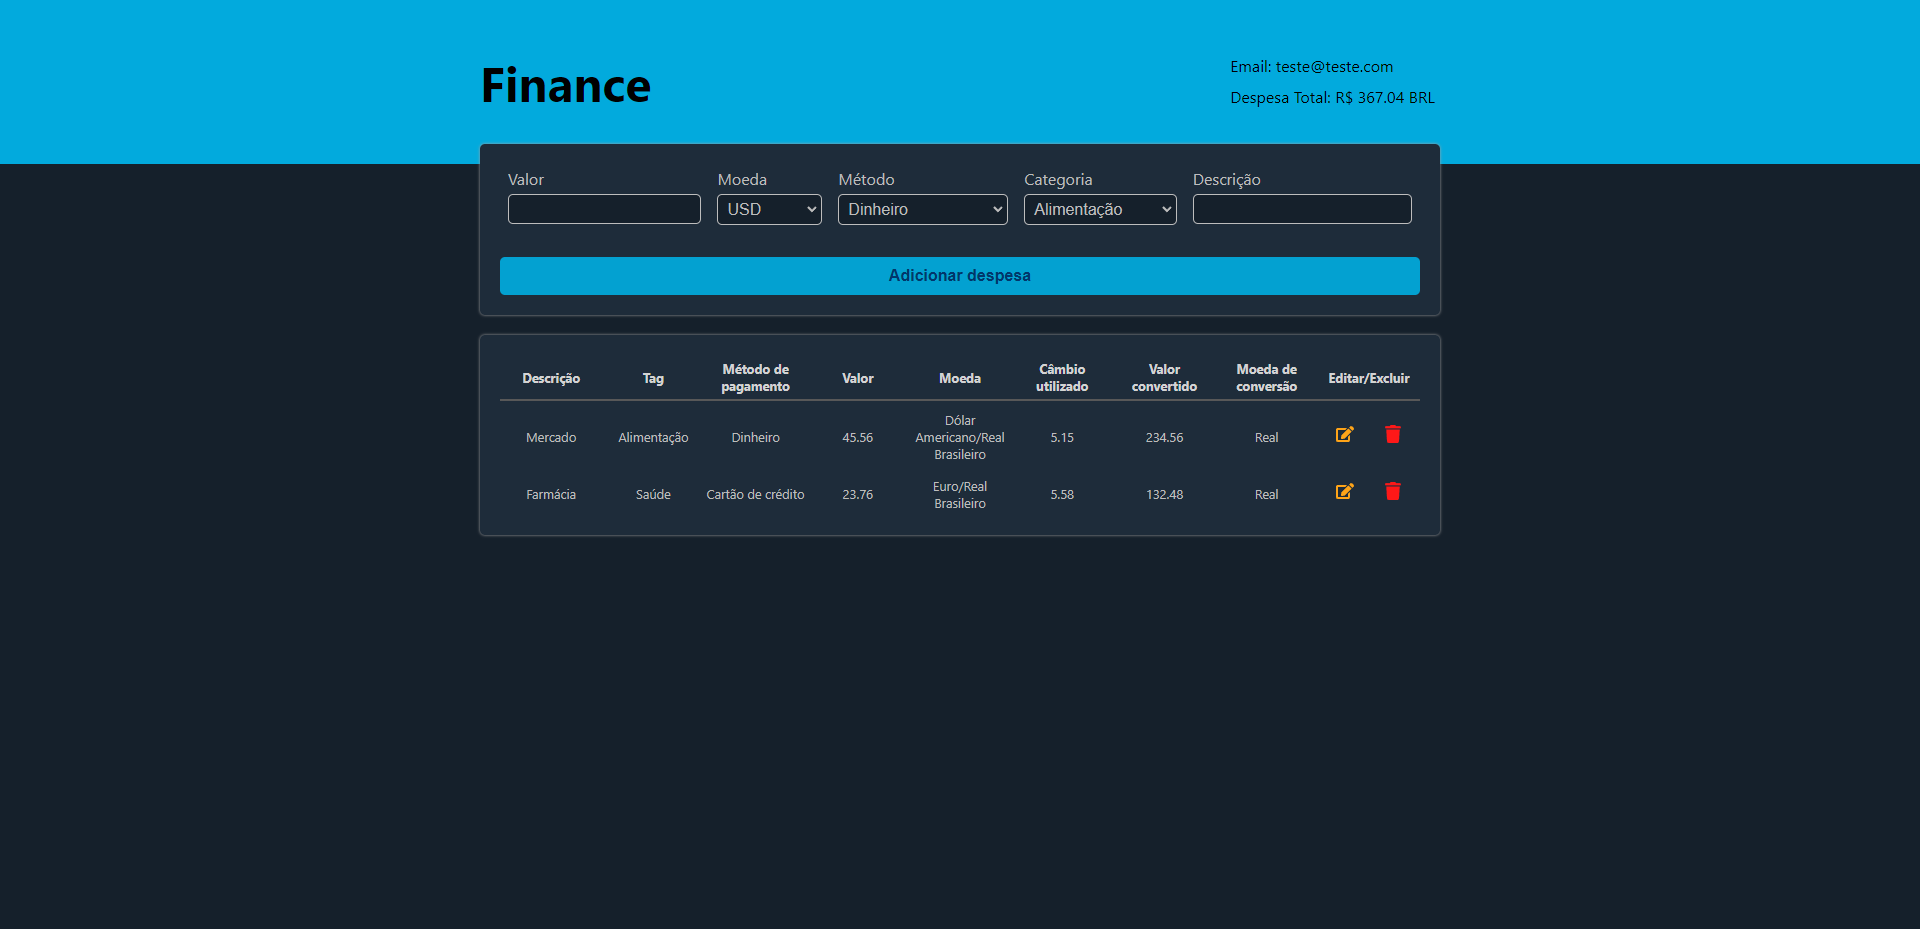 Finance
Email: teste@teste.com
Despesa Total: R$ 367.04 BRL
Valor Moeda Método Categoria Descrição
USD Dinheiro Alimentação
Adicionar despesa
Descrição Tag Método de pagamento Valor Moeda Câmbio utilizado Valor convertido Moeda de conversão Editar/Excluir
Mercado Alimentação Dinheiro 45.56 Dólar Americano/Real Brasileiro 5.15 234.56 Real
Farmácia Saúde Cartão de crédito 23.76 Euro/Real Brasileiro 5.58 132.48 Real